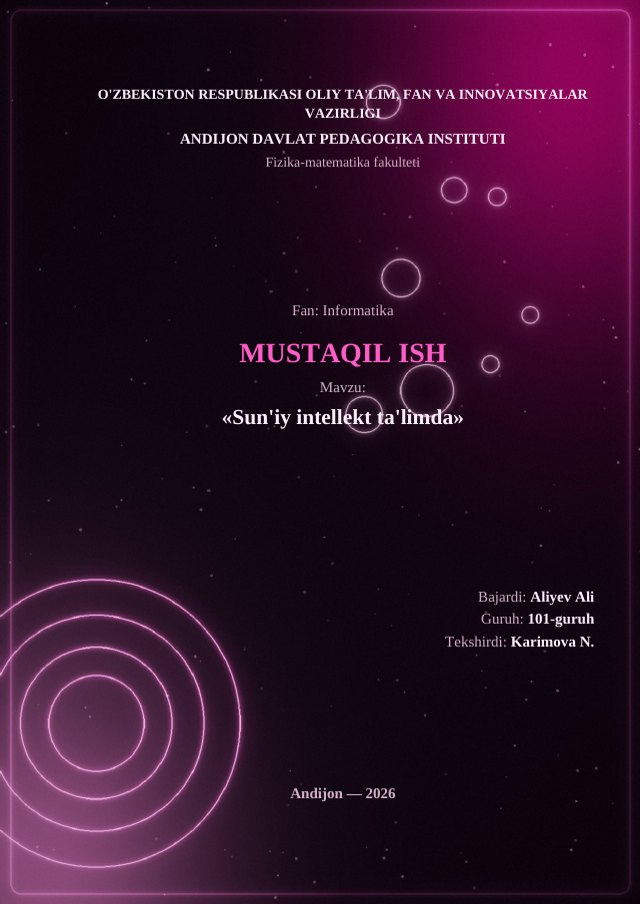 O'ZBEKISTON RESPUBLIKASI OLIY TA'LIM, FAN VA INNOVATSIYALAR
VAZIRLIGI
ANDIJON DAVLAT PEDAGOGIKA INSTITUTI
Fizika-matematika fakulteti
Fan: Informatika
MUSTAQIL ISH
Mavzu:
«Sun'iy intellekt ta'limda»
Bajardi: Aliyev Ali
Guruh: 101-guruh
Tekshirdi: Karimova N.
Andijon — 2026